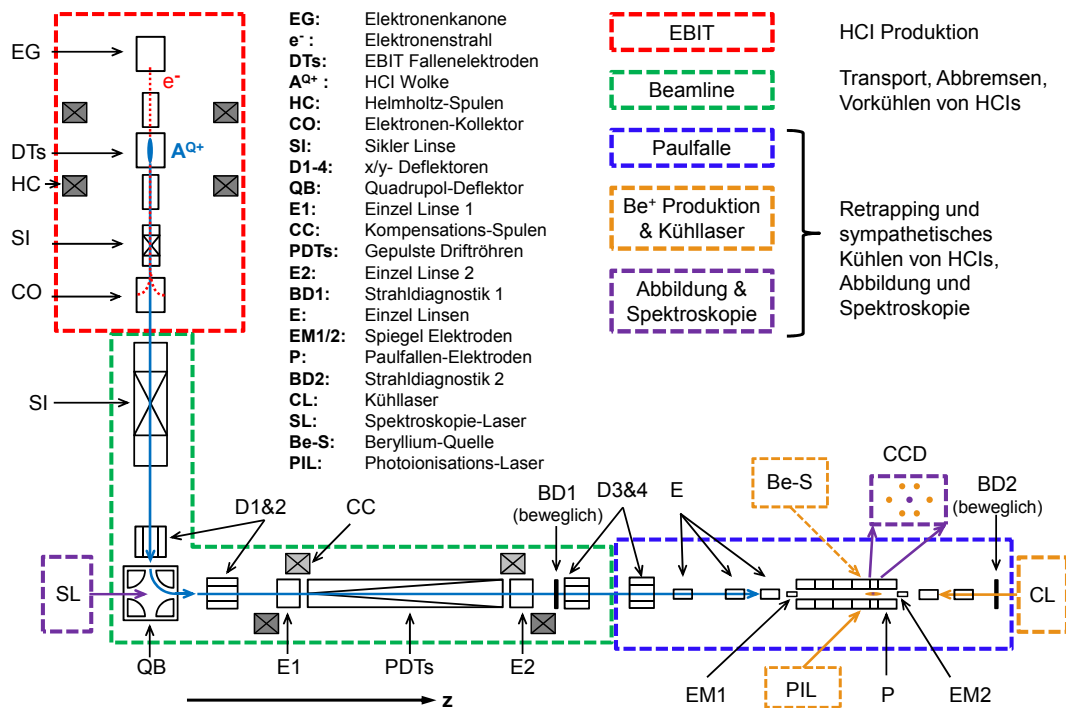 EG
SI
DTs
HC
SI
CO
e-
A^Q+
EG: Elektronenkanone
e- : Elektronenstrahl
DTs: EBIT Fallenelektroden
A^Q+ : HCI Wolke
HC: Helmholtz-Spulen
CO: Elektronen-Kollektor
SI: Sikler Linse
D1-4: x/y- Deflektoren
QB: Quadrupol-Deflektor
E1: Einzel Linse 1
CC: Kompensations-Spulen
PDTs: Gepulste Driftröhren
E2: Einzel Linse 2
BD1: Strahldiagnostik 1
E: Einzel Linsen
EM1/2: Spiegel Elektroden
P: Paulfallen-Elektroden
BD2: Strahldiagnostik 2
CL: Kühllaser
SL: Spektroskopie-Laser
Be-S: Beryllium-Quelle
PIL: Photoionisations-Laser
EBIT
HCI Produktion
Beamline
Transport, Abbremsen,
Vorkühlen von HCIs
Paulfalle
Be+ Produktion
& Kühllaser
Abbildung &
Spektroskopie
Retrapping und
sympathetisches
Kühlen von HCIs,
Abbildung und
Spektroskopie
SI
D1&2
CC
BD1
(beweglich)
D3&4
E
Be-S
CCD
BD2
(beweglich)
SL
CL
QB
E1
PDTs
E2
EM1
PIL
P
EM2
z